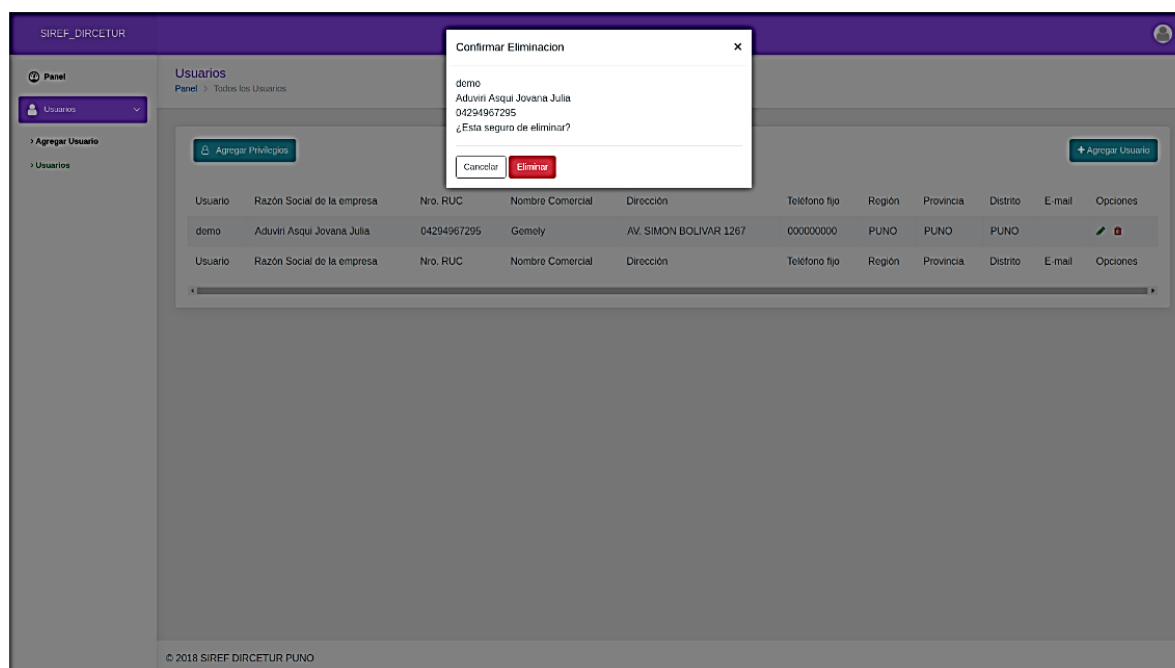 SIREF_DIRCETUR
Confirmar Eliminacion ×
demo
Aduviri Asqui Jovana Julia
04294967295
¿Esta seguro de eliminar?
Cancelar Eliminar
Panel
Usuarios
> Agregar Usuario
> Usuarios
Usuarios
Panel > Todos los Usuarios
Agregar Privilegios
+ Agregar Usuario
Usuario Razón Social de la empresa Nro. RUC Nombre Comercial Dirección Teléfono fijo Región Provincia Distrito E-mail Opciones
demo Aduviri Asqui Jovana Julia 04294967295 Gemely AV. SIMON BOLIVAR 1267 000000000 PUNO PUNO PUNO
Usuario Razón Social de la empresa Nro. RUC Nombre Comercial Dirección Teléfono fijo Región Provincia Distrito E-mail Opciones
© 2018 SIREF DIRCETUR PUNO